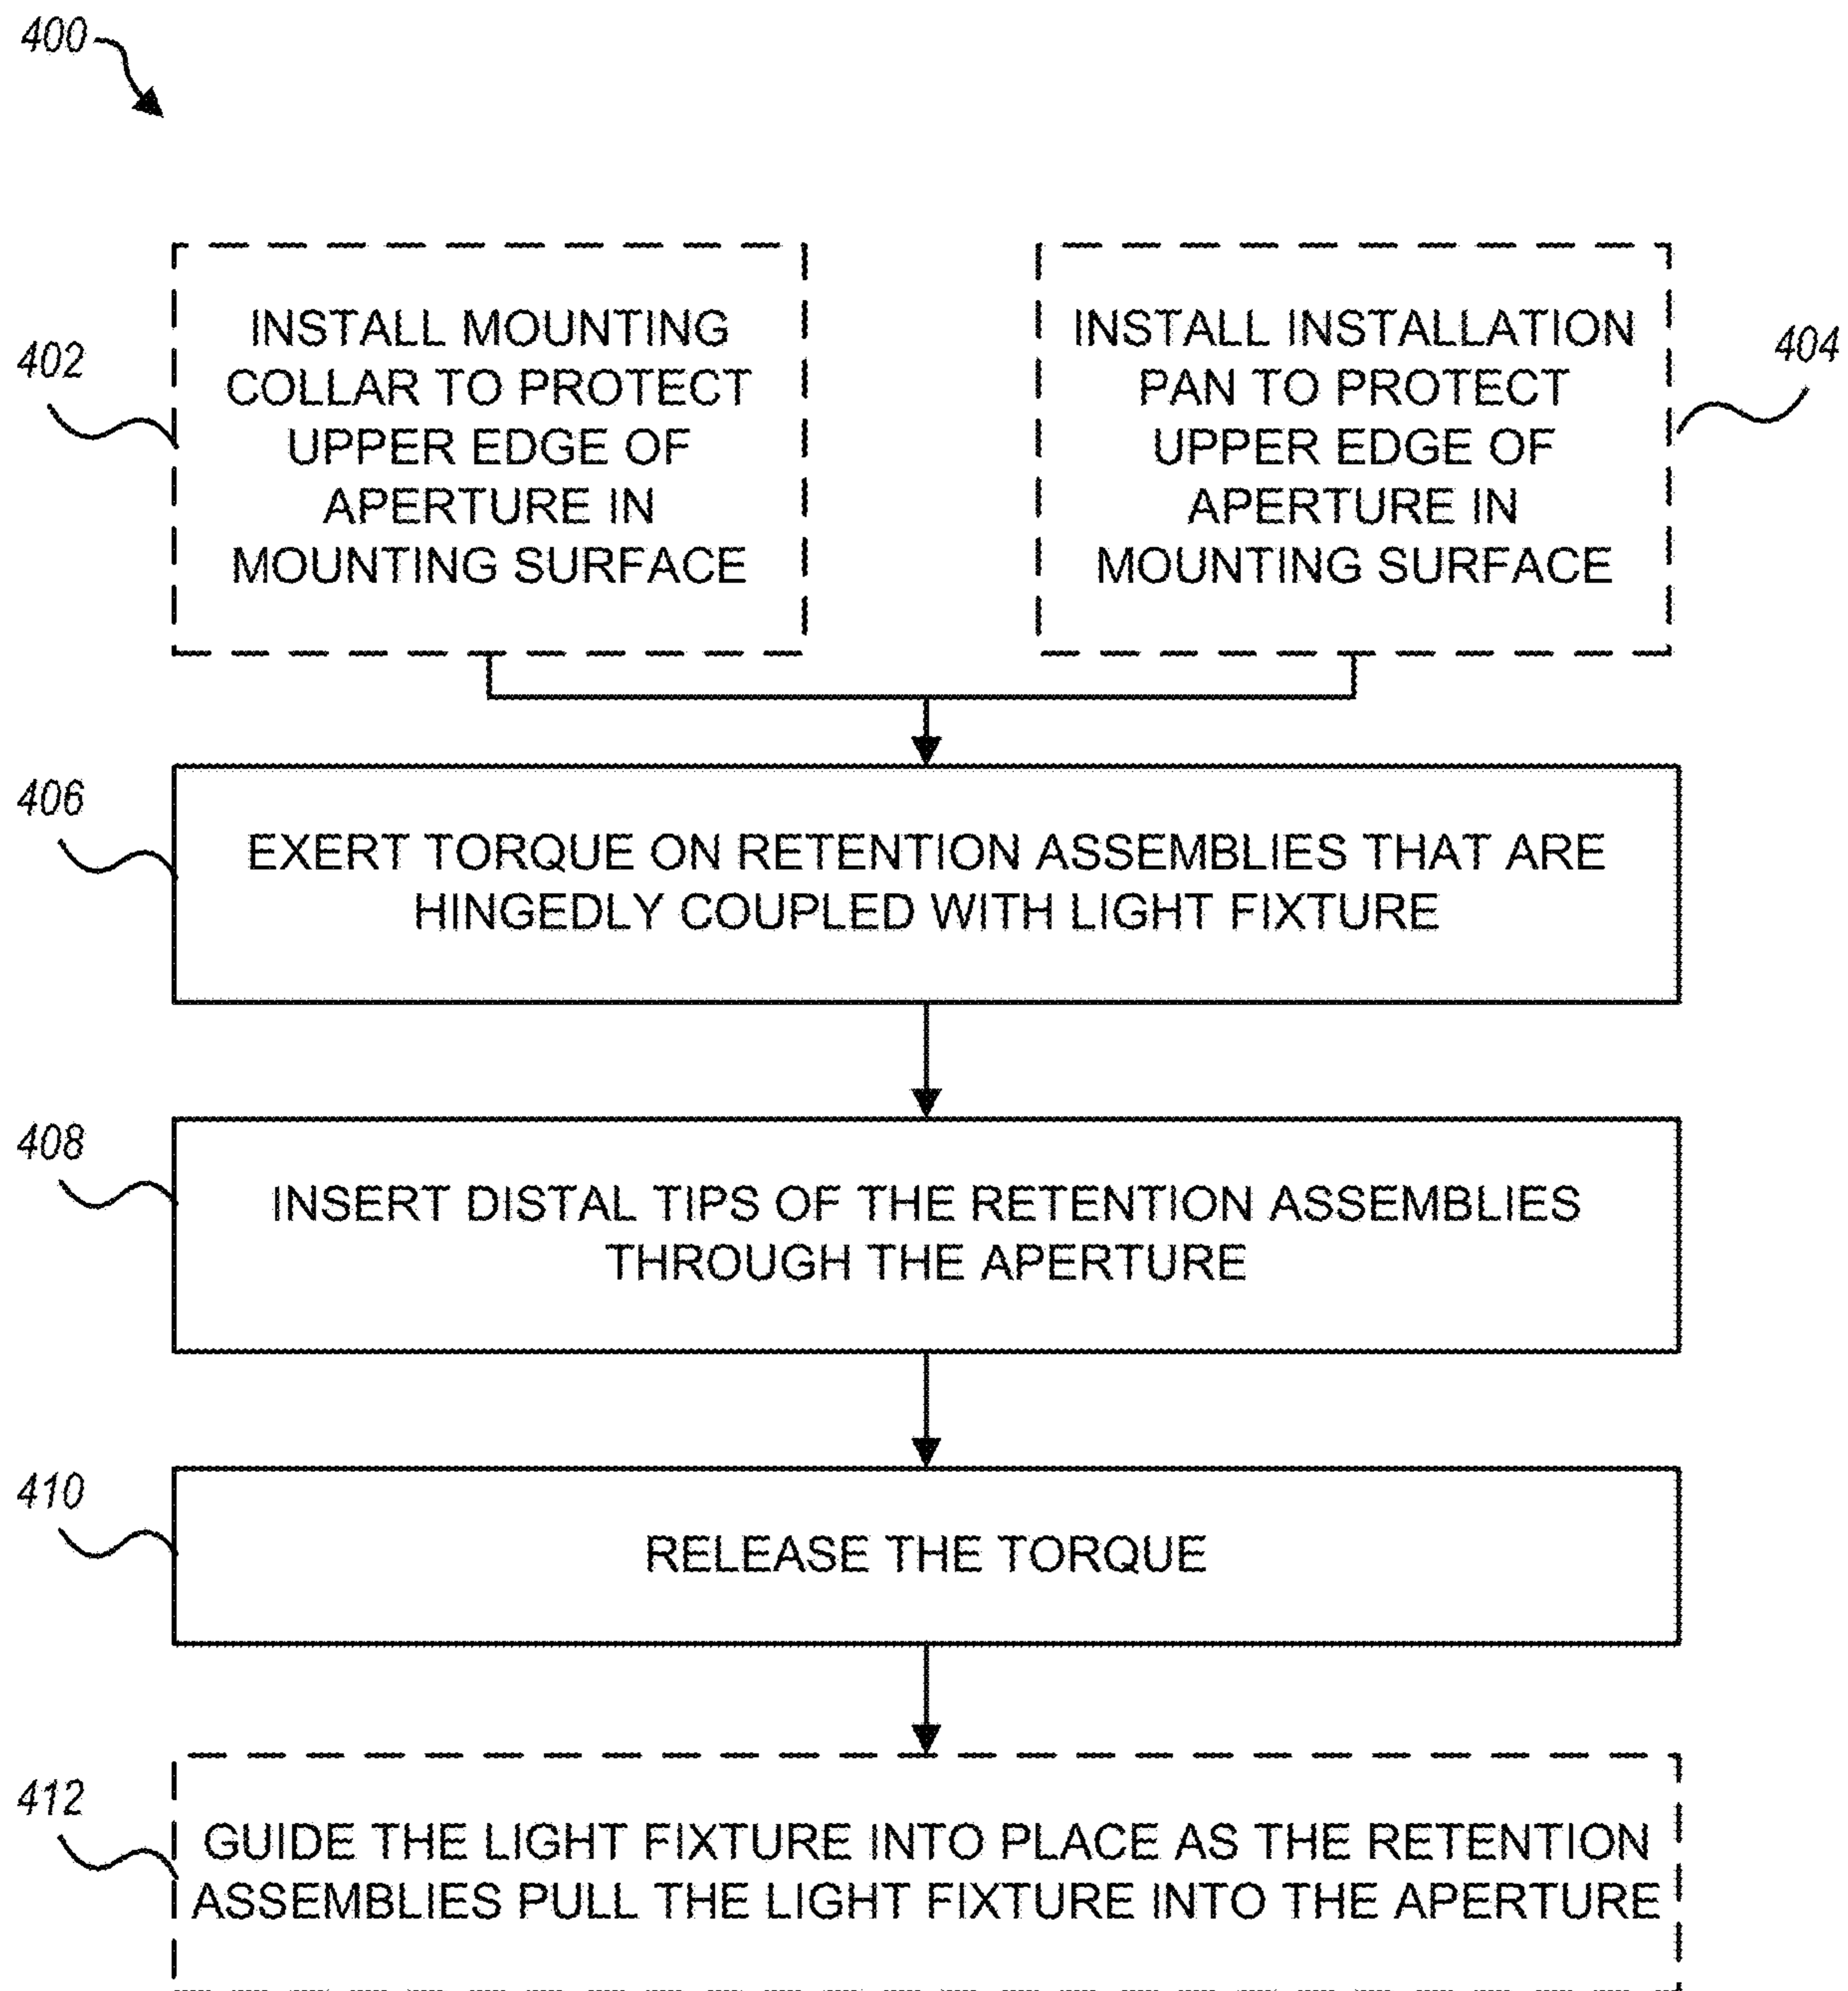 400
402
INSTALL MOUNTING
COLLAR TO PROTECT
UPPER EDGE OF
APERTURE IN
MOUNTING SURFACE
INSTALL INSTALLATION
PAN TO PROTECT
UPPER EDGE OF
APERTURE IN
MOUNTING SURFACE
404
406
EXERT TORQUE ON RETENTION ASSEMBLIES THAT ARE
HINGEDLY COUPLED WITH LIGHT FIXTURE
408
INSERT DISTAL TIPS OF THE RETENTION ASSEMBLIES
THROUGH THE APERTURE
410
RELEASE THE TORQUE
412
GUIDE THE LIGHT FIXTURE INTO PLACE AS THE RETENTION
ASSEMBLIES PULL THE LIGHT FIXTURE INTO THE APERTURE